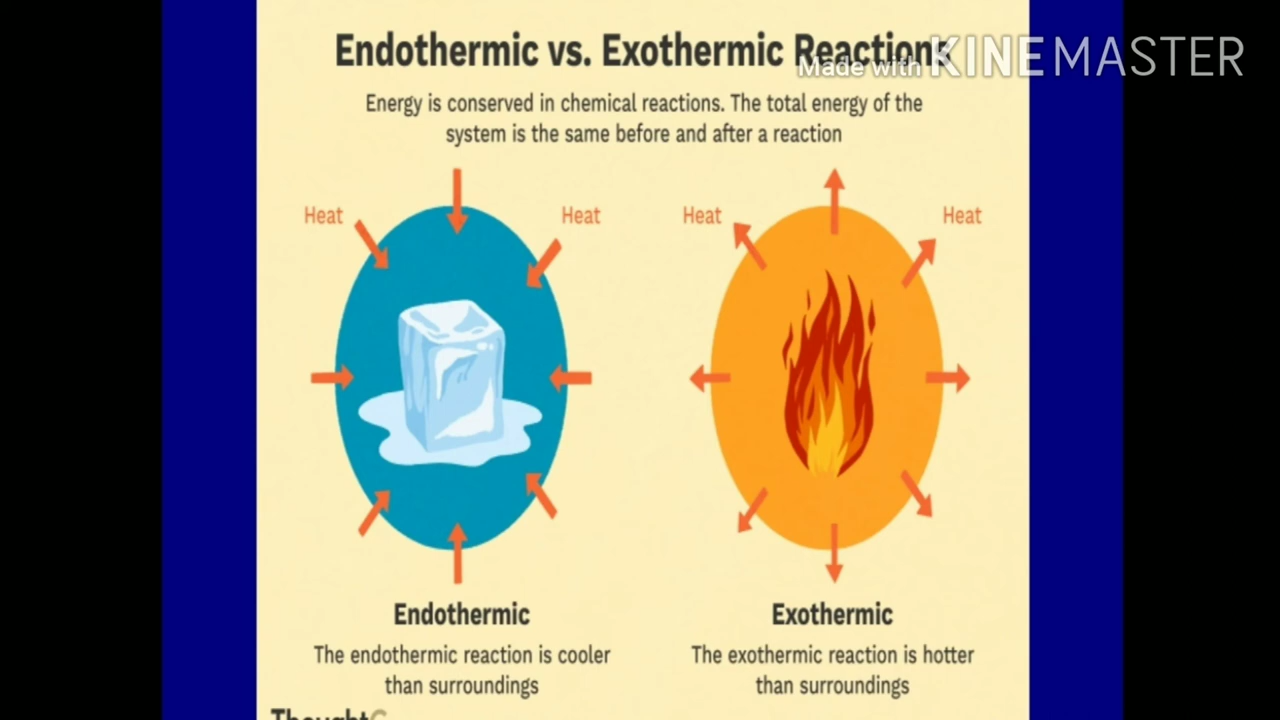 Endothermic vs. Exothermic Reactions
Made with KINEMASTER
Energy is conserved in chemical reactions. The total energy of the
system is the same before and after a reaction
Heat Heat Heat Heat
Endothermic Exothermic
The endothermic reaction is cooler
than surroundings
The exothermic reaction is hotter
than surroundings